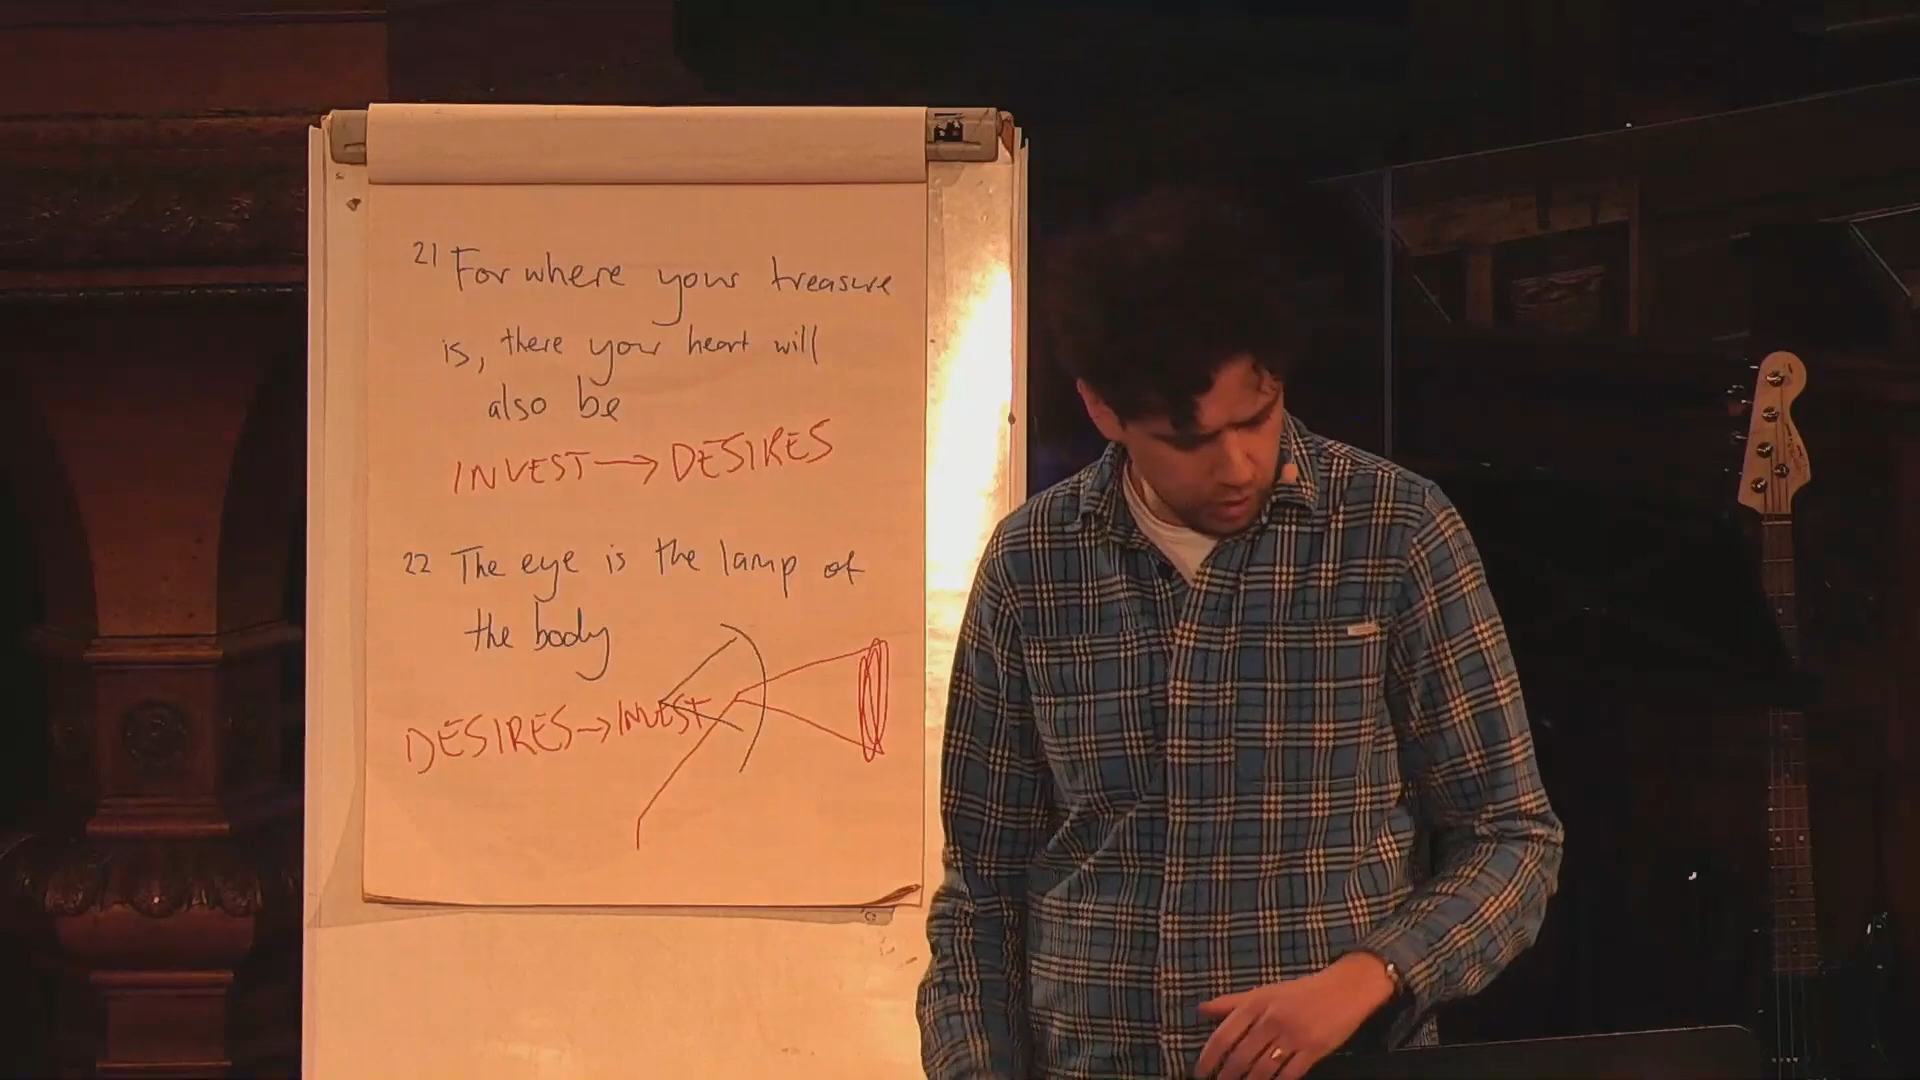 21 For where your treasure
is, there your heart will
also be
INVEST → DESIRES
22 The eye is the lamp of
the body
DESIRES → INVEST